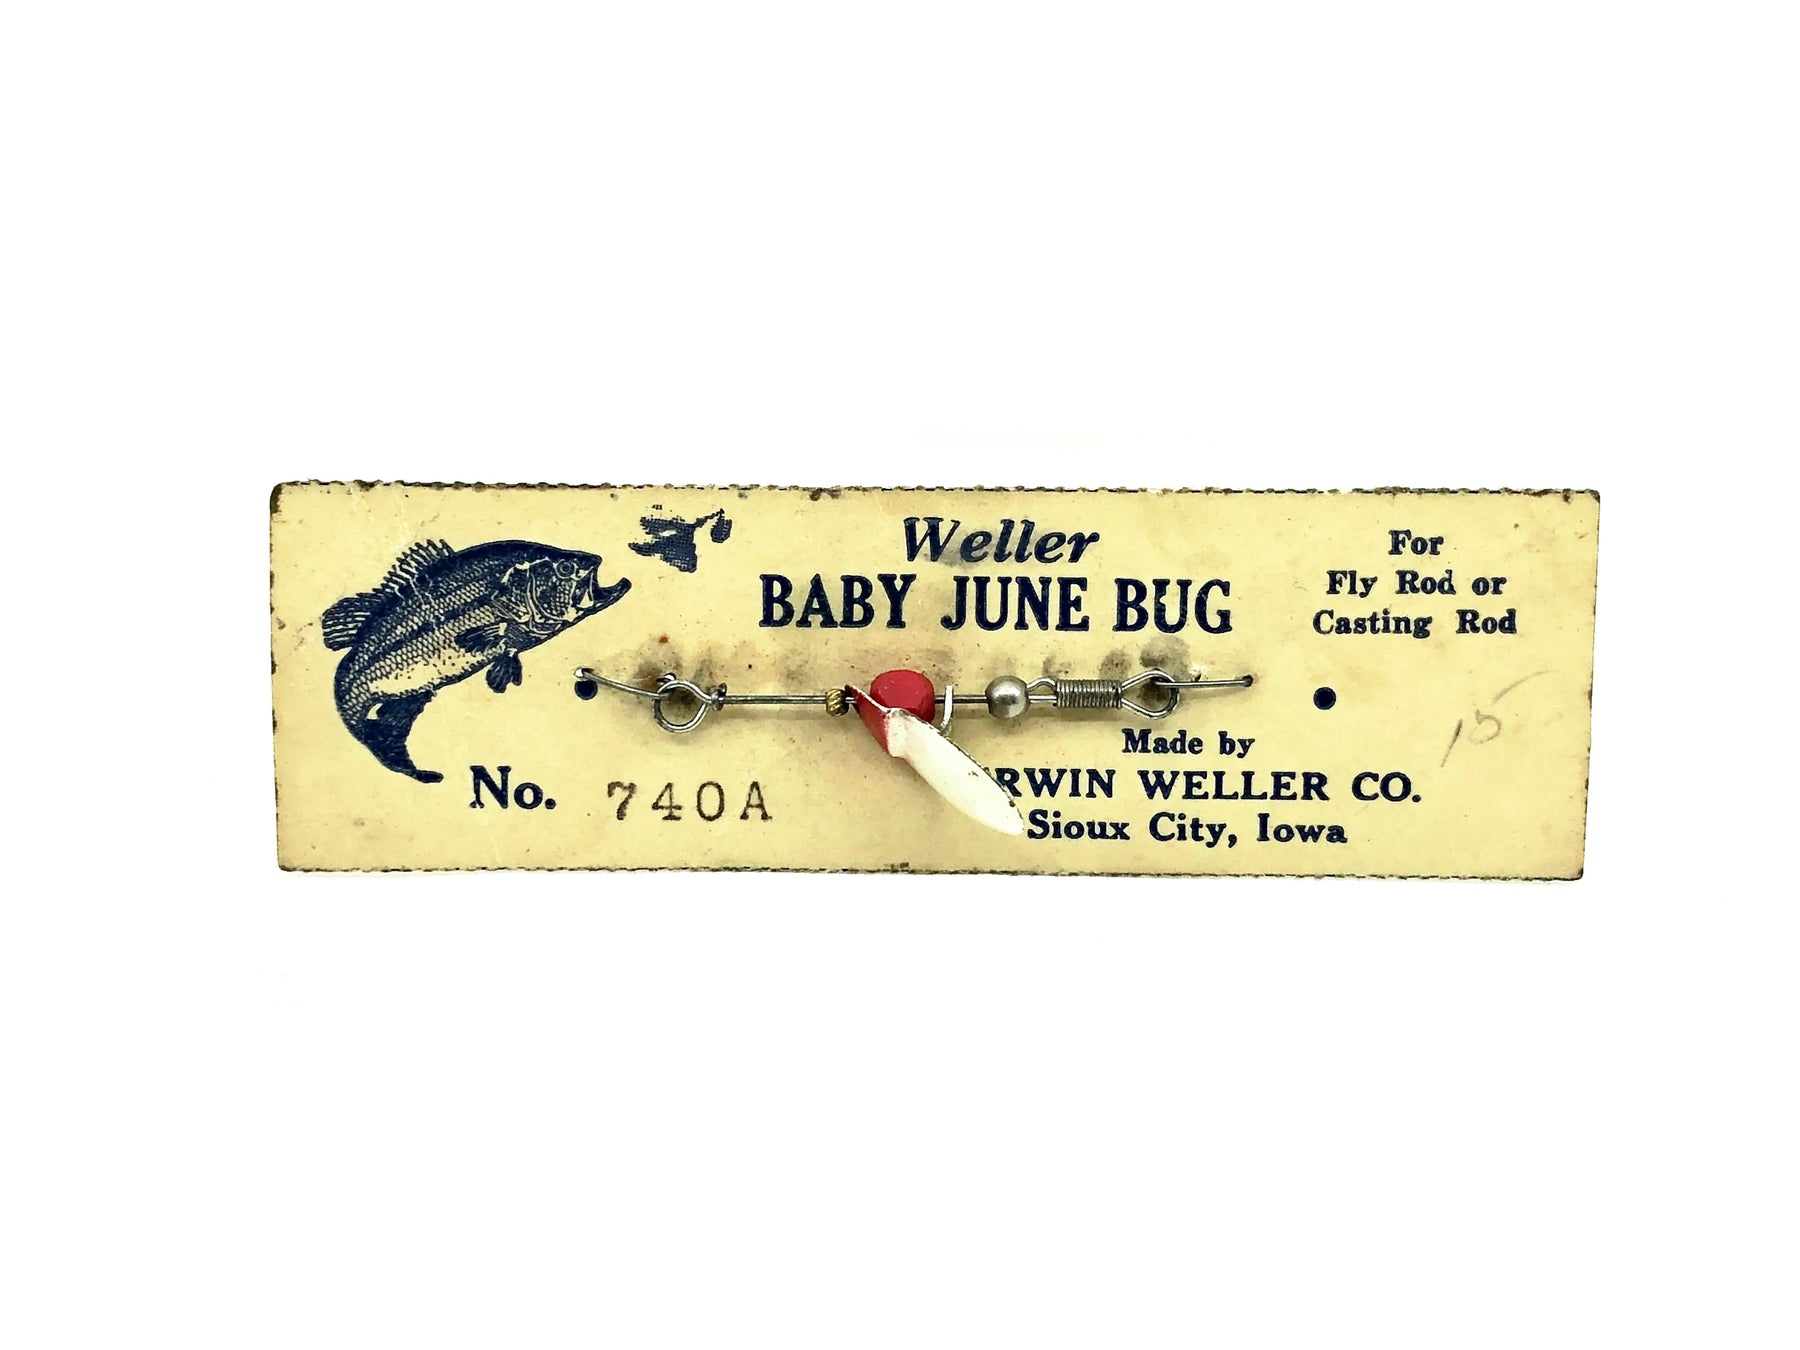 Weller
BABY JUNE BUG
For
Fly Rod or
Casting Rod
15
No. 740A
Made by
RWIN WELLER CO.
Sioux City, Iowa